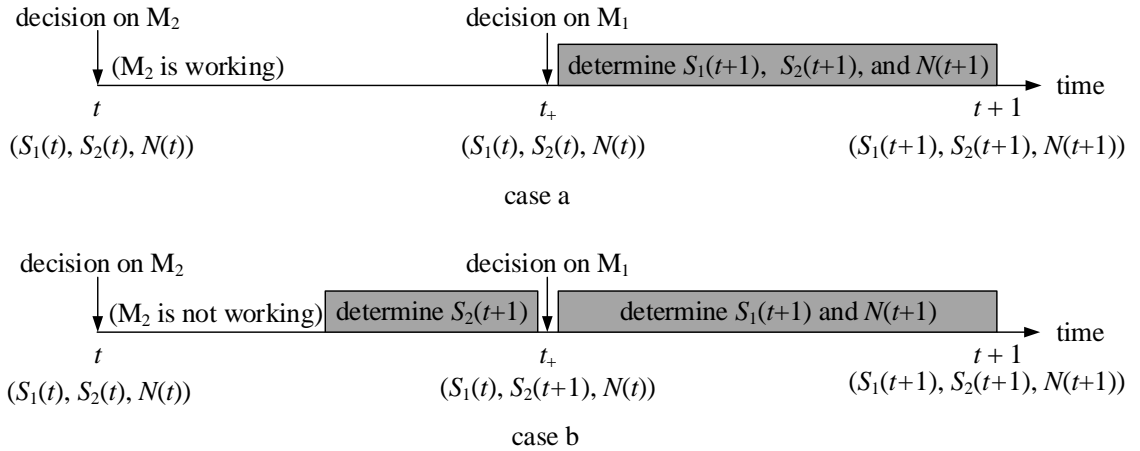 decision on M₂ decision on M₁
(M₂ is working) determine S₁(t+1), S₂(t+1), and N(t+1)
time
t t₊ t + 1
(S₁(t), S₂(t), N(t)) (S₁(t), S₂(t), N(t)) (S₁(t+1), S₂(t+1), N(t+1))
case a
decision on M₂ decision on M₁
(M₂ is not working) determine S₂(t+1) determine S₁(t+1) and N(t+1)
time
t t₊ t + 1
(S₁(t), S₂(t), N(t)) (S₁(t), S₂(t+1), N(t)) (S₁(t+1), S₂(t+1), N(t+1))
case b